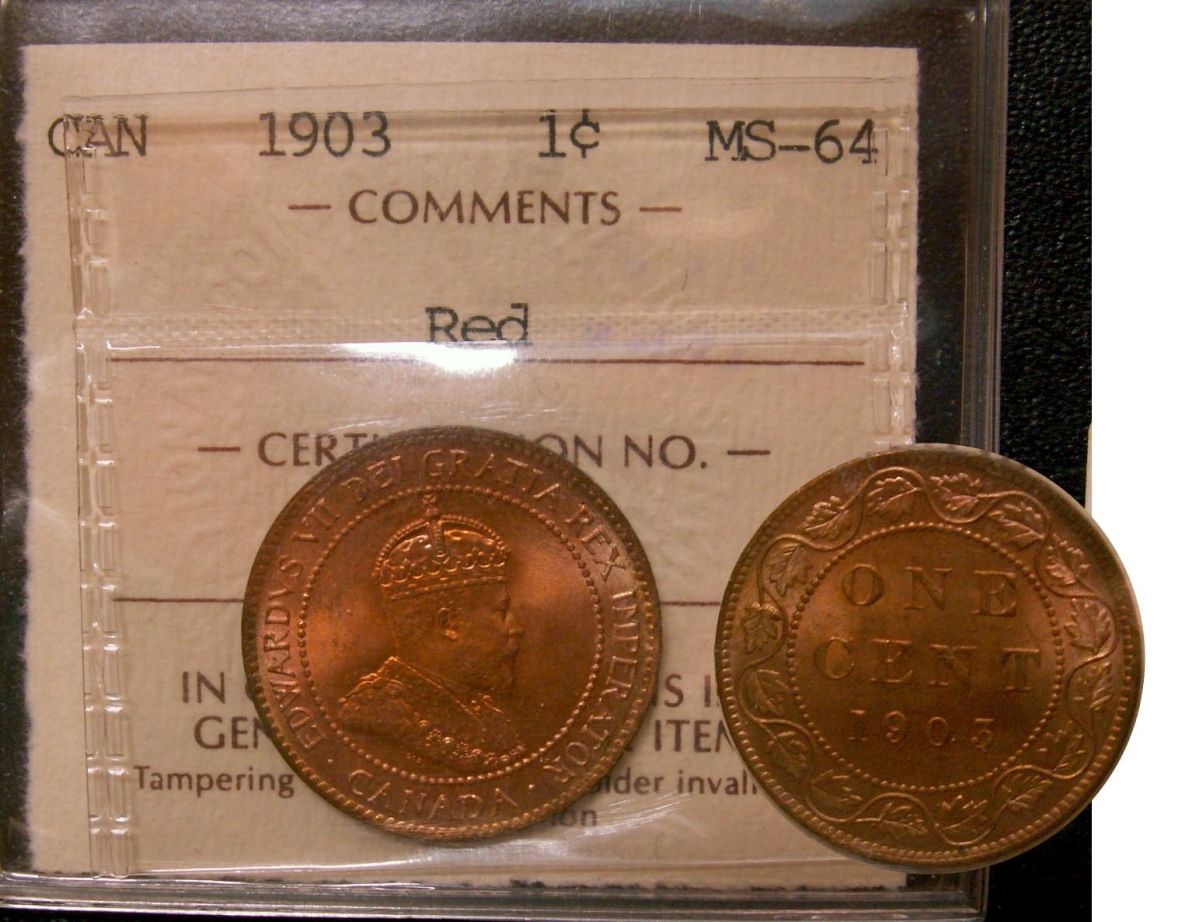 CAN 1903 1¢ MS-64
— COMMENTS —
Red
— CERT ON NO. —
IN S I
GEN ITEM
Tampering older invali
on
EDWARDVS VII DEI GRATIA REX IMPERATOR
CANADA
ONE
CENT
1903